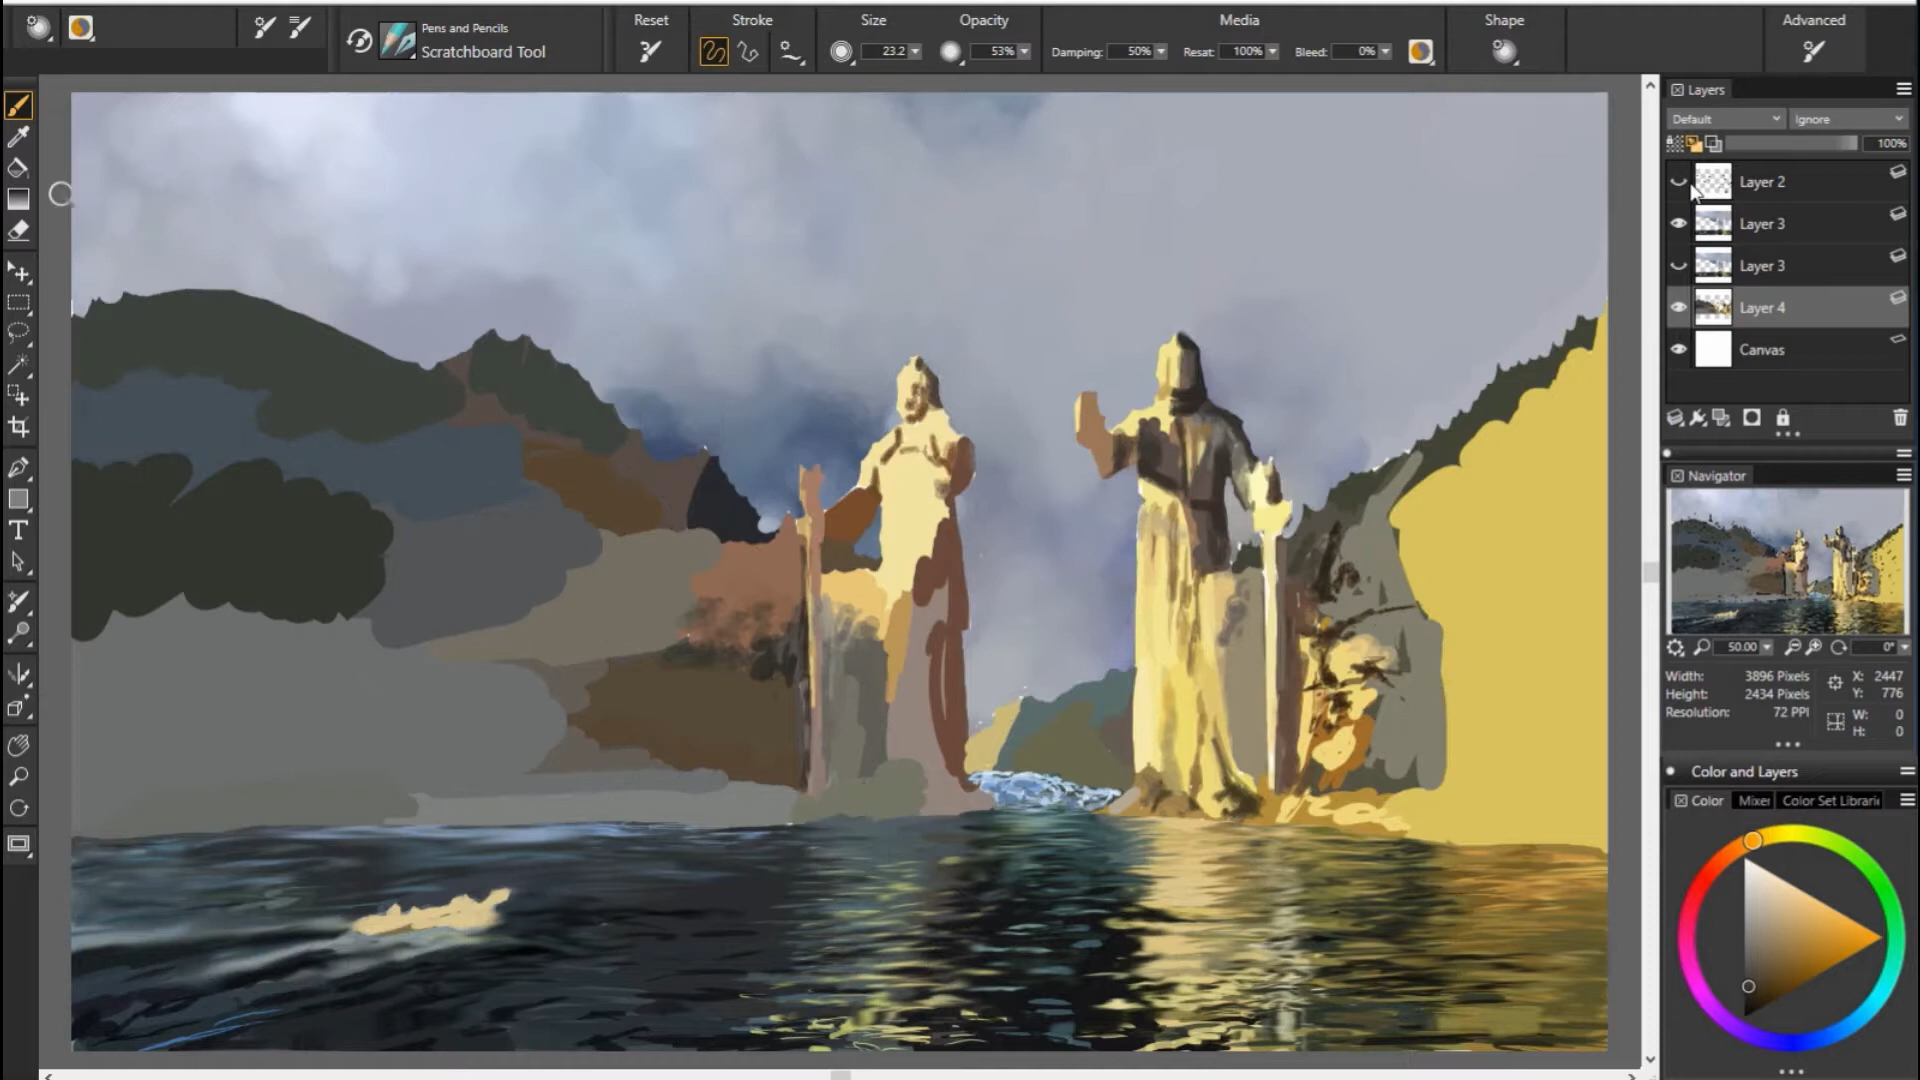 Reset
Stroke
Size
Opacity
Media
Shape
Advanced
Pens and Pencils
Scratchboard Tool
23.2
53%
Damping: 50%
Resat: 100%
Bleed: 0%
Layers
Default
Ignore
100%
Layer 2
Layer 3
Layer 3
Layer 4
Canvas
Navigator
50.00
0°
Width: 3896 Pixels
X: 2447
Height: 2434 Pixels
Y: 776
Resolution: 72 PPI
W: 0
H: 0
Color and Layers
Color
Mixer
Color Set Librari
T